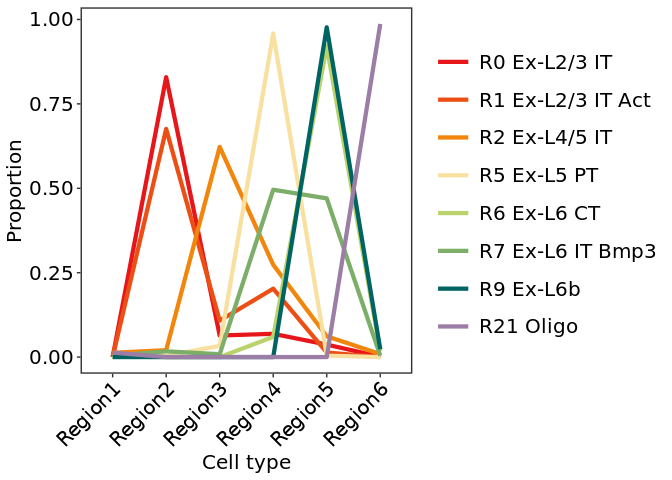 1.00
0.75
0.50
0.25
0.00
Proportion
Region1
Region2
Region3
Region4
Region5
Region6
Cell type
R0 Ex-L2/3 IT
R1 Ex-L2/3 IT Act
R2 Ex-L4/5 IT
R5 Ex-L5 PT
R6 Ex-L6 CT
R7 Ex-L6 IT Bmp3
R9 Ex-L6b
R21 Oligo